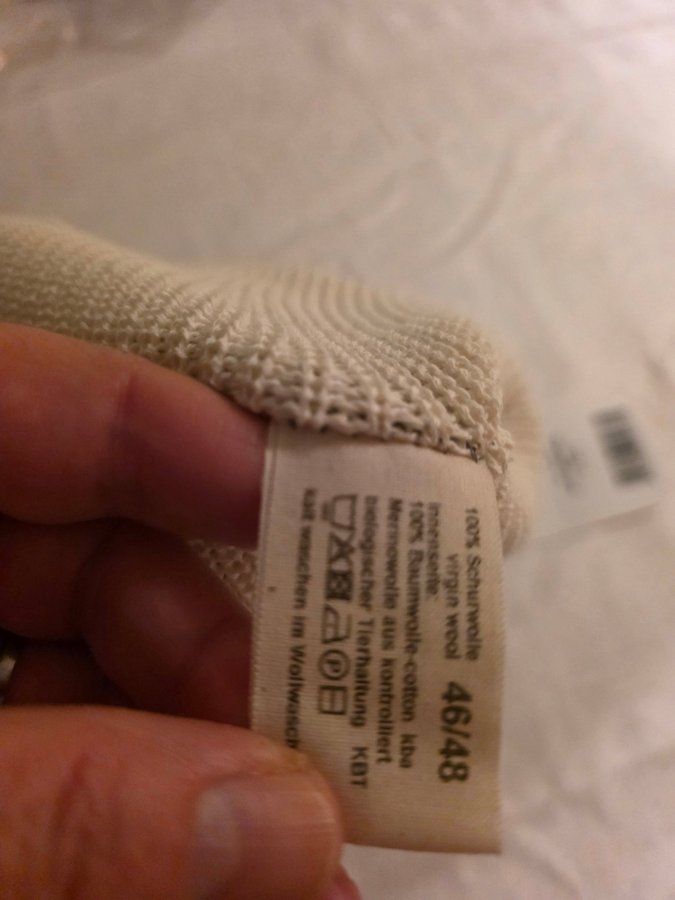 100% Schurwolle
virgin wool 46/48
Innenseite:
100% Baumwolle-cotton kba
Merinowolle aus kontrolliert
biologischer Tierhaltung KBT
kalt waschen im Wollwasch